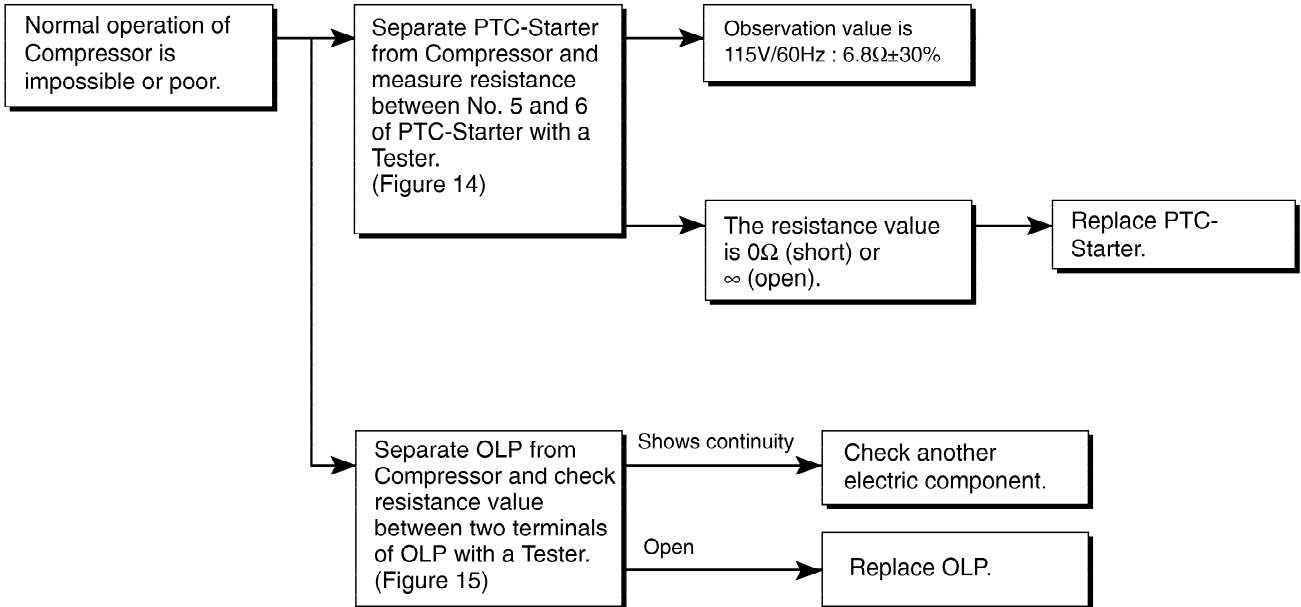 Normal operation of
Compressor is
impossible or poor.
Separate PTC-Starter
from Compressor and
measure resistance
between No. 5 and 6
of PTC-Starter with a
Tester.
(Figure 14)
Observation value is
115V/60Hz : 6.8Ω±30%
The resistance value
is 0Ω (short) or
∞ (open).
Replace PTC-
Starter.
Separate OLP from
Compressor and check
resistance value
between two terminals
of OLP with a Tester.
(Figure 15)
Shows continuity
Check another
electric component.
Open
Replace OLP.